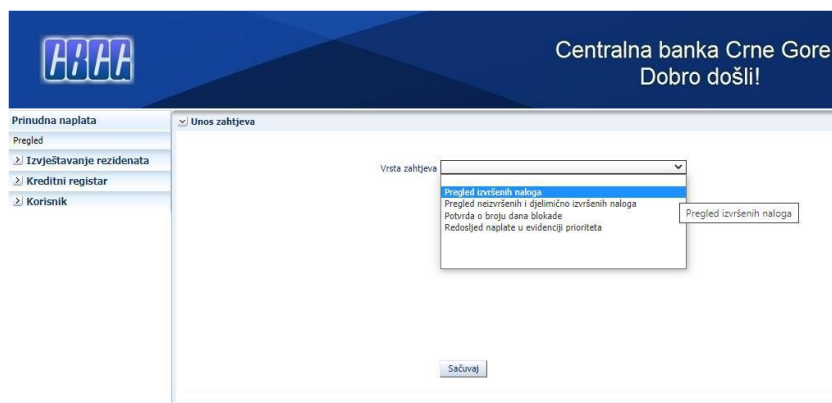 CBCG
Centralna banka Crne Gore
Dobro došli!
Prinudna naplata
Pregled
Izvještavanje rezidenata
Kreditni registar
Korisnik
Unos zahtjeva
Vrsta zahtjeva
Pregled izvršenih naloga
Pregled neizvršenih i djelimično izvršenih naloga
Potvrda o broju dana blokade
Redosljed naplate u evidenciji prioriteta
Pregled izvršenih naloga
Sačuvaj